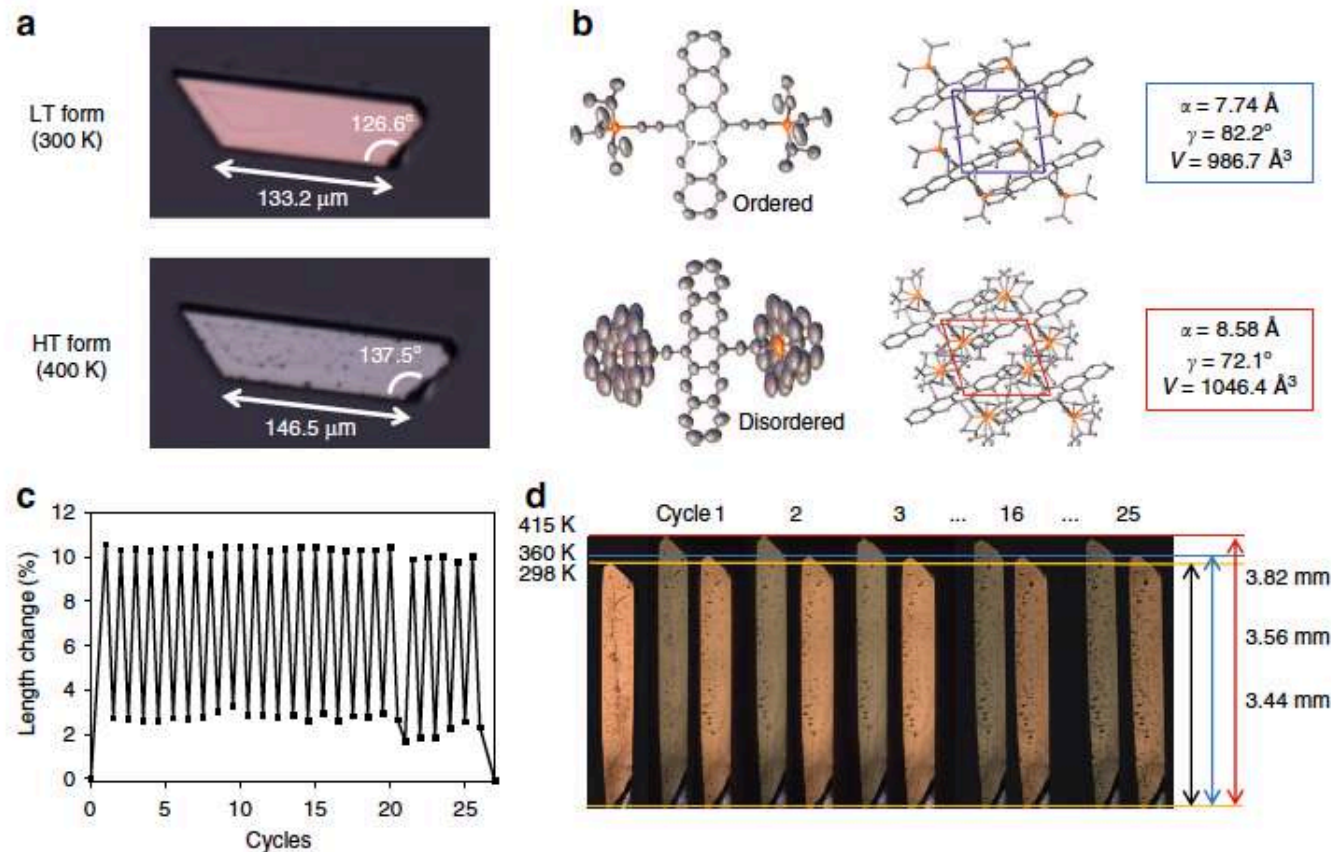 a
LT form
(300 K)
126.6°
133.2 μm
HT form
(400 K)
137.5°
146.5 μm
b
Ordered
α = 7.74 Å
γ = 82.2°
V = 986.7 Å³
Disordered
α = 8.58 Å
γ = 72.1°
V = 1046.4 Å³
c
Length change (%)
12
10
8
6
4
2
0
0 5 10 15 20 25
Cycles
d
Cycle 1 2 3 ... 16 ... 25
415 K
360 K
298 K
3.82 mm
3.56 mm
3.44 mm